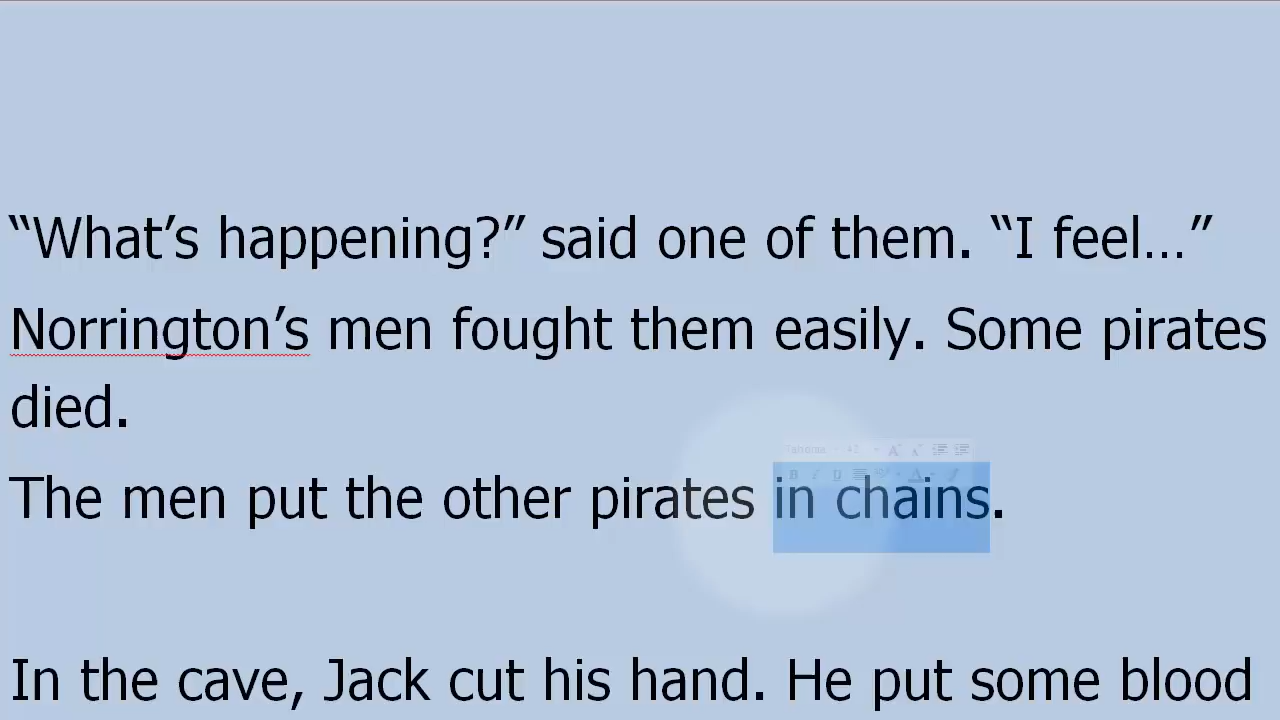 “What’s happening?” said one of them. “I feel…”
Norrington’s men fought them easily. Some pirates
died.
The men put the other pirates in chains.
In the cave, Jack cut his hand. He put some blood